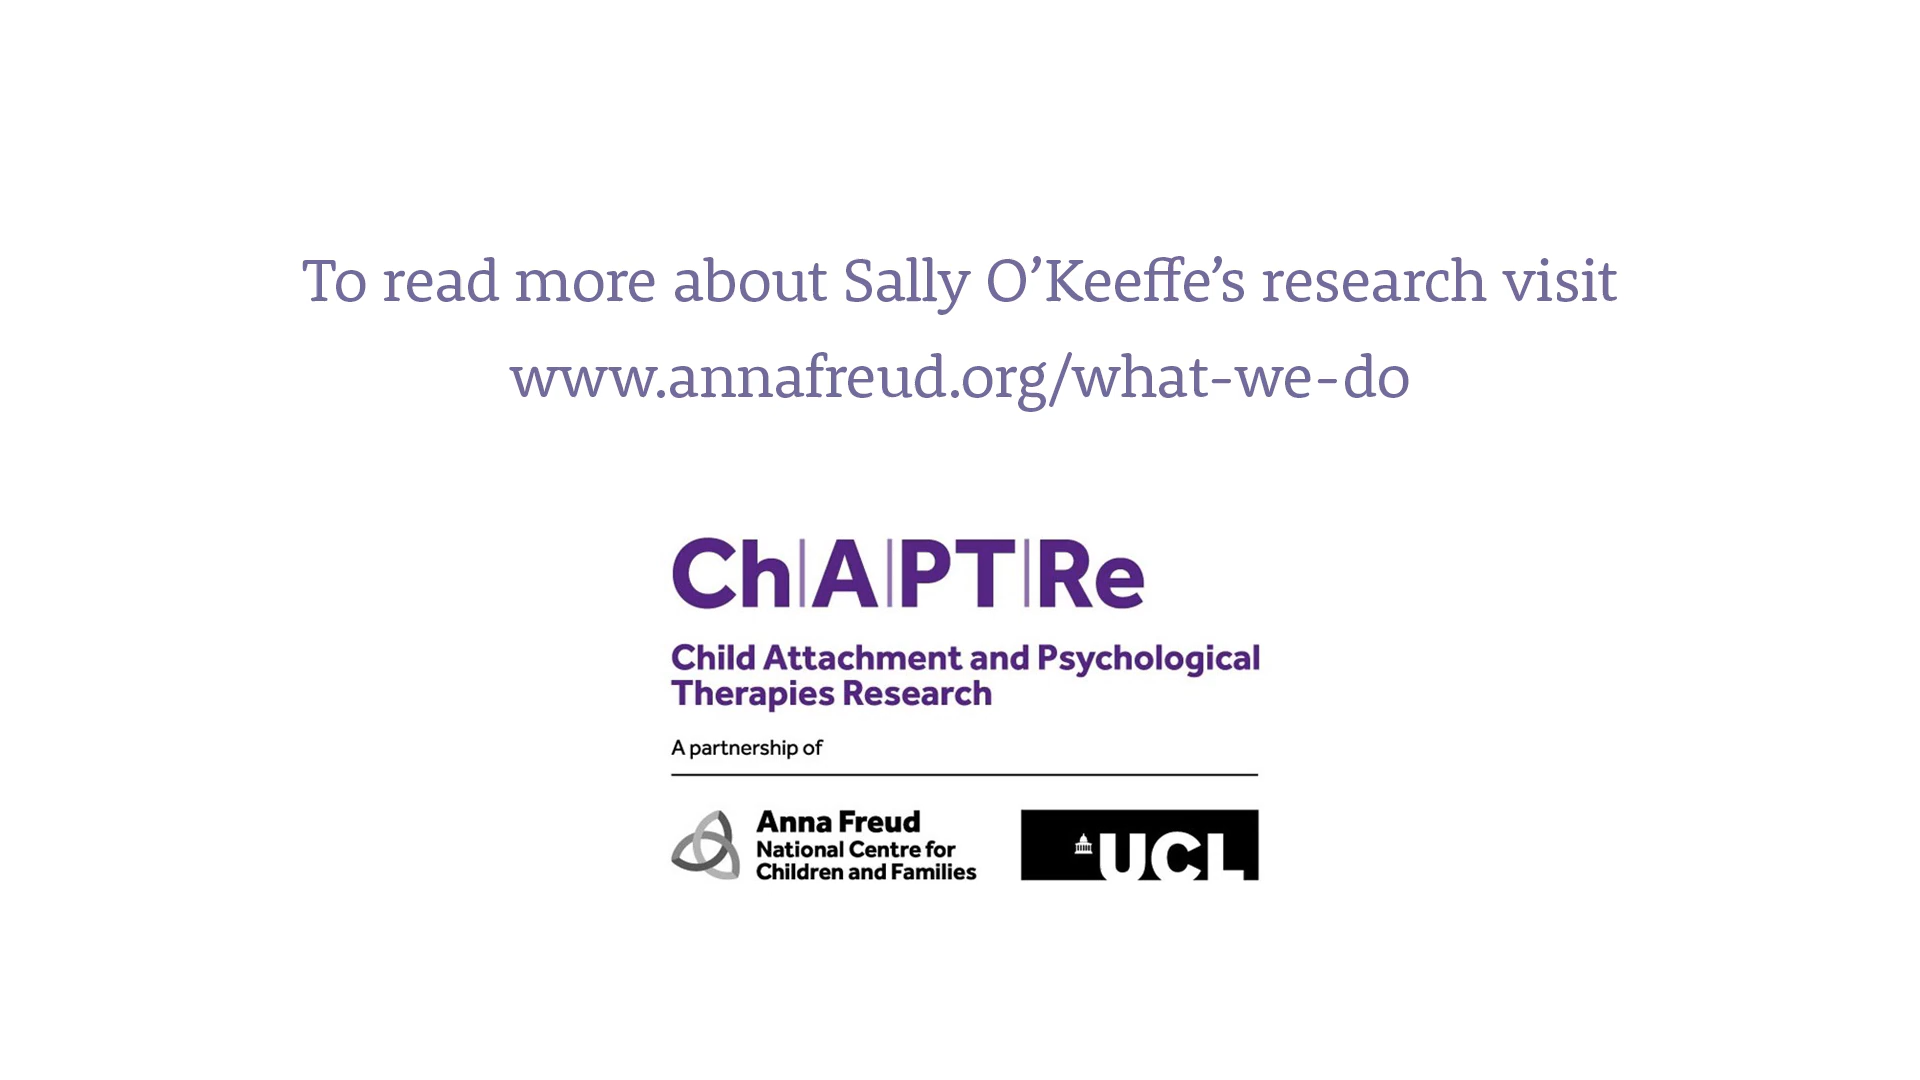 To read more about Sally O’Keeffe’s research visit
www.annafreud.org/what-we-do
Ch|A|PT|Re
Child Attachment and Psychological
Therapies Research
A partnership of
Anna Freud
National Centre for
Children and Families
UCL